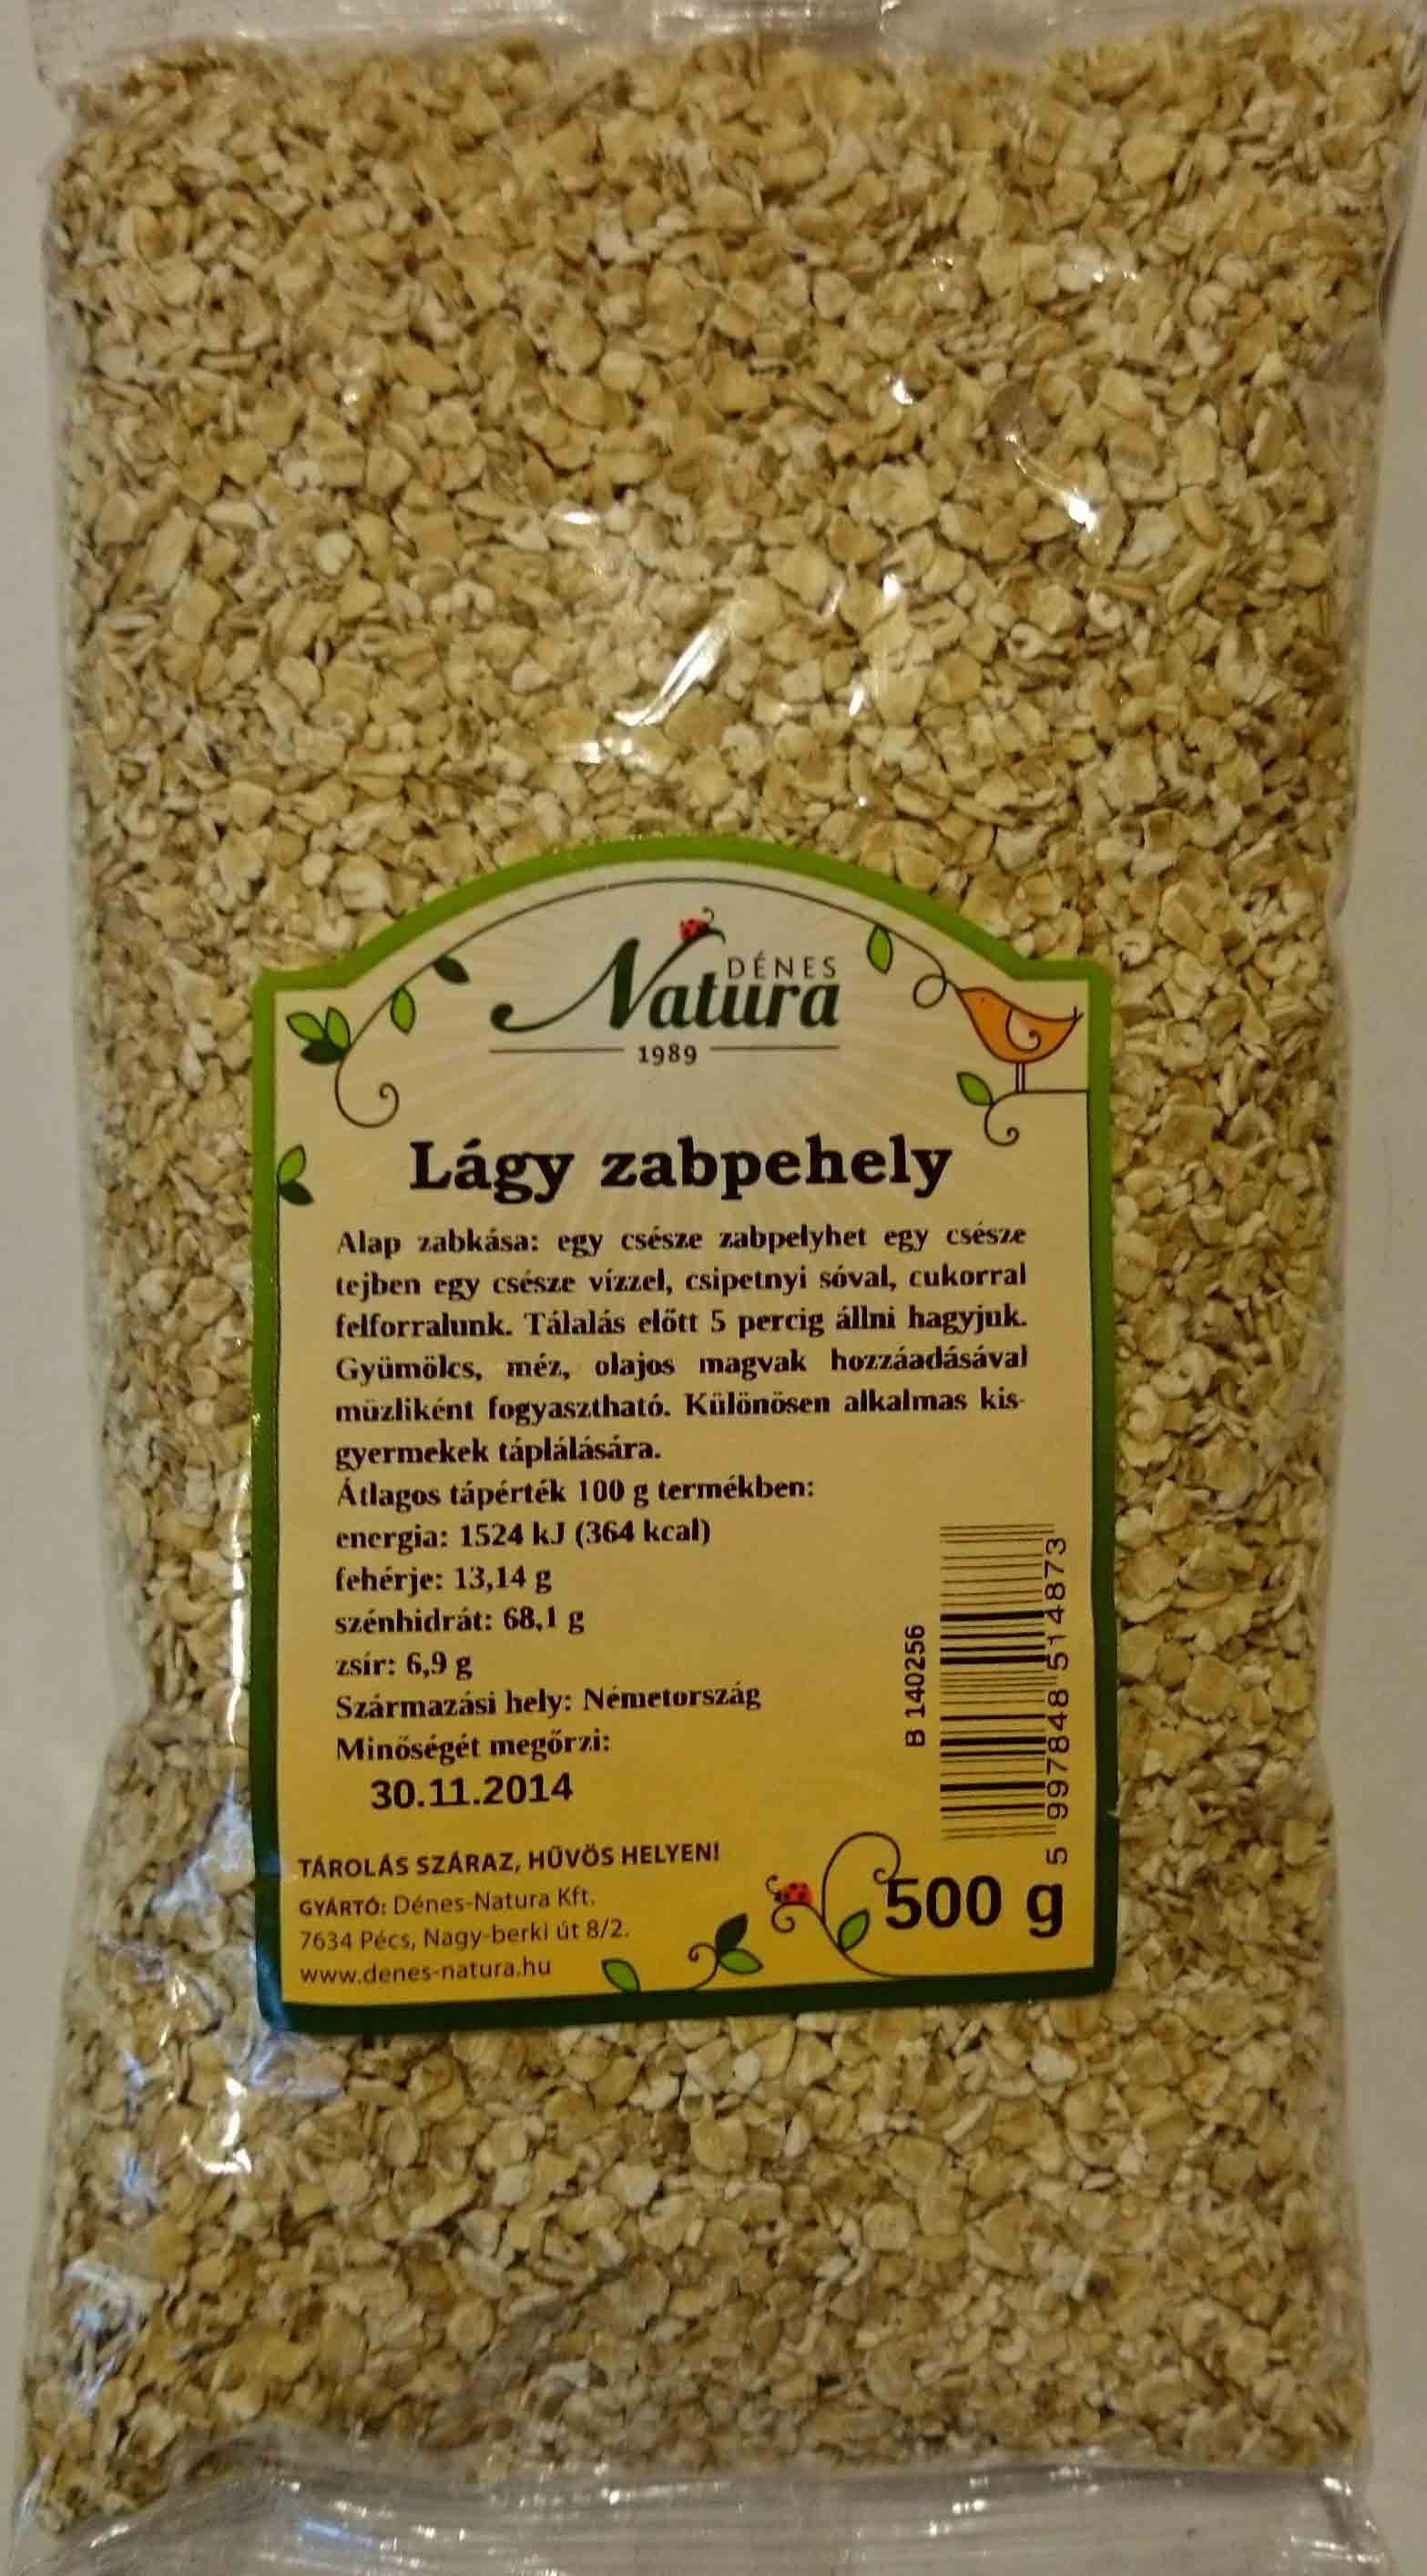 DÉNES
Natura
1989
Lágy zabpehely
Alap zabkása: egy csésze zabpelyhet egy csésze
tejben egy csésze vízzel, csipetnyi sóval, cukorral
felforralunk. Tálalás előtt 5 percig állni hagyjuk.
Gyümölcs, méz, olajos magvak hozzáadásával
müzliként fogyasztható. Különösen alkalmas kis-
gyermekek táplálására.
Átlagos tápérték 100 g termékben:
energia: 1524 kJ (364 kcal)
fehérje: 13,14 g
szénhidrát: 68,1 g
zsír: 6,9 g
Származási hely: Németország
Minőségét megőrzi:
30.11.2014
B 140256
5 997848 514873
TÁROLÁS SZÁRAZ, HŰVÖS HELYEN!
GYÁRTÓ: Dénes-Natura Kft.
7634 Pécs, Nagy-berki út 8/2.
www.denes-natura.hu
500 g